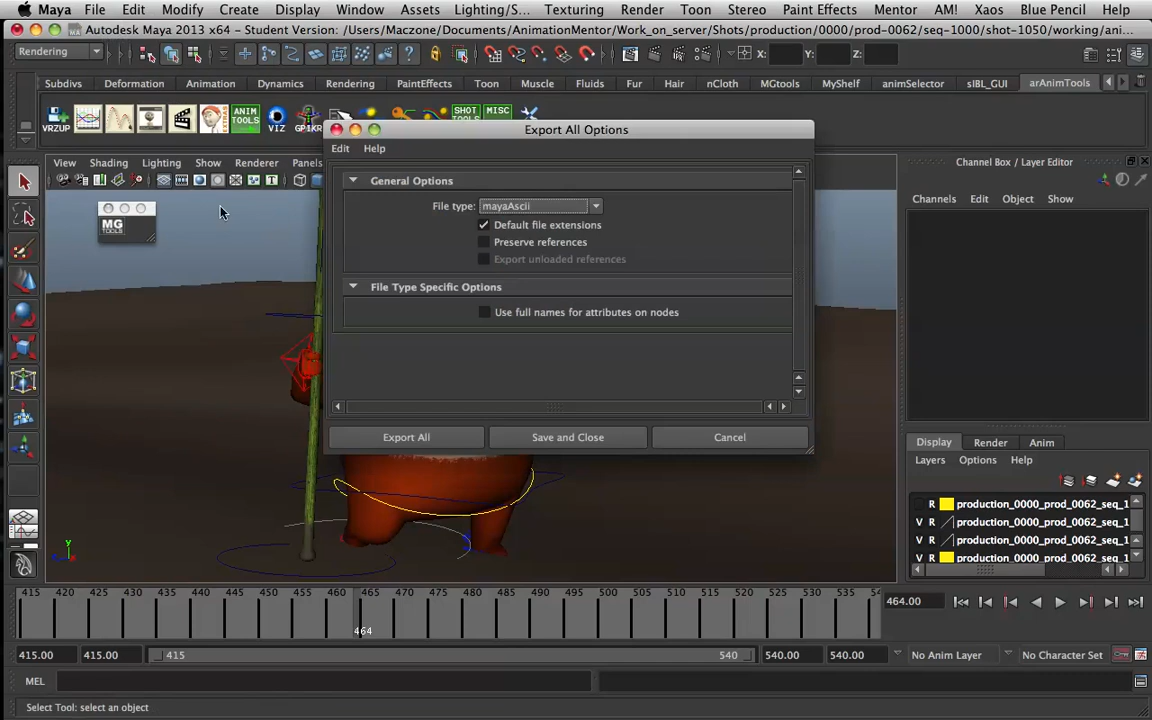 Maya File Edit Modify Create Display Window Assets Lighting/S... Texturing Render Toon Stereo Paint Effects Mentor AM! Xaos Blue Pencil Help
Autodesk Maya 2013 x64 - Student Version: /Users/Maczone/Documents/AnimationMentor/Work_on_server/Shots/production/0000/prod-0062/seq-1000/shot-1050/working/ani...
Rendering X: Y: Z:
Subdivs Deformation Animation Dynamics Rendering PaintEffects Toon Muscle Fluids Fur Hair nCloth MGtools MyShelf animSelector sIBL_GUI arAnimTools
VRZUP ANIM TOOLS VIZ GP1KR SHOT TOOLS MISC
View Shading Lighting Show Renderer Panels
MG
TOOLS
Export All Options
Edit Help
General Options
File type: mayaAscii
Default file extensions
Preserve references
Export unloaded references
File Type Specific Options
Use full names for attributes on nodes
Export All Save and Close Cancel
Channel Box / Layer Editor
Channels Edit Object Show
Display Render Anim
Layers Options Help
R production_0000_prod_0062_seq_1
V R production_0000_prod_0062_seq_1
V R production_0000_prod_0062_seq_1
V R production_0000_prod_0062_seq_1
y
z
415 420 425 430 435 440 445 450 455 460 465 470 475 480 485 490 495 500 505 510 515 520 525 530 535 54
464
464.00
415.00 415.00 415 540 540.00 540.00 No Anim Layer No Character Set
MEL
Select Tool: select an object